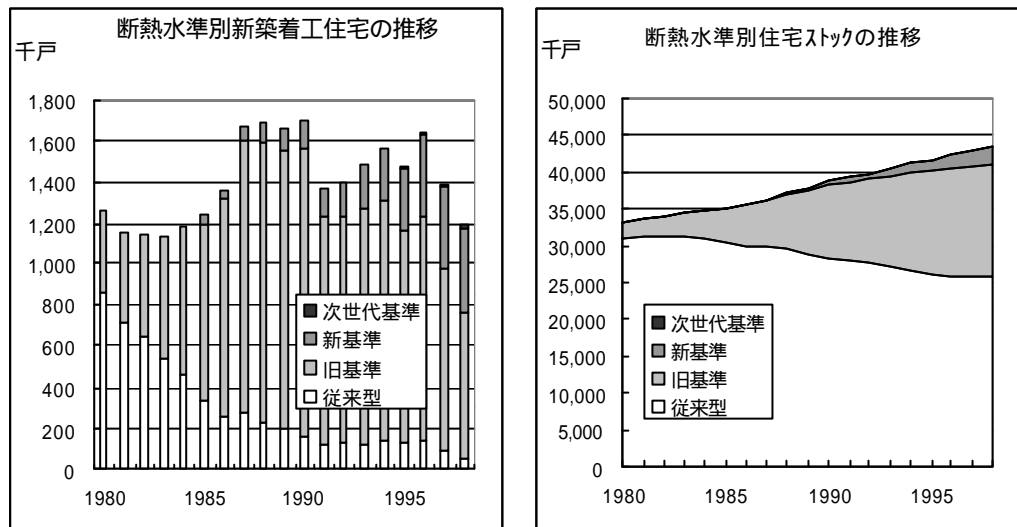 断熱水準別新築着工住宅の推移
千戸
1,800
1,600
1,400
1,200
1,000
800
600
400
200
0
次世代基準
新基準
旧基準
従来型
1980 1985 1990 1995
断熱水準別住宅ｽﾄｯｸの推移
千戸
50,000
45,000
40,000
35,000
30,000
25,000
20,000
15,000
10,000
5,000
0
次世代基準
新基準
旧基準
従来型
1980 1985 1990 1995